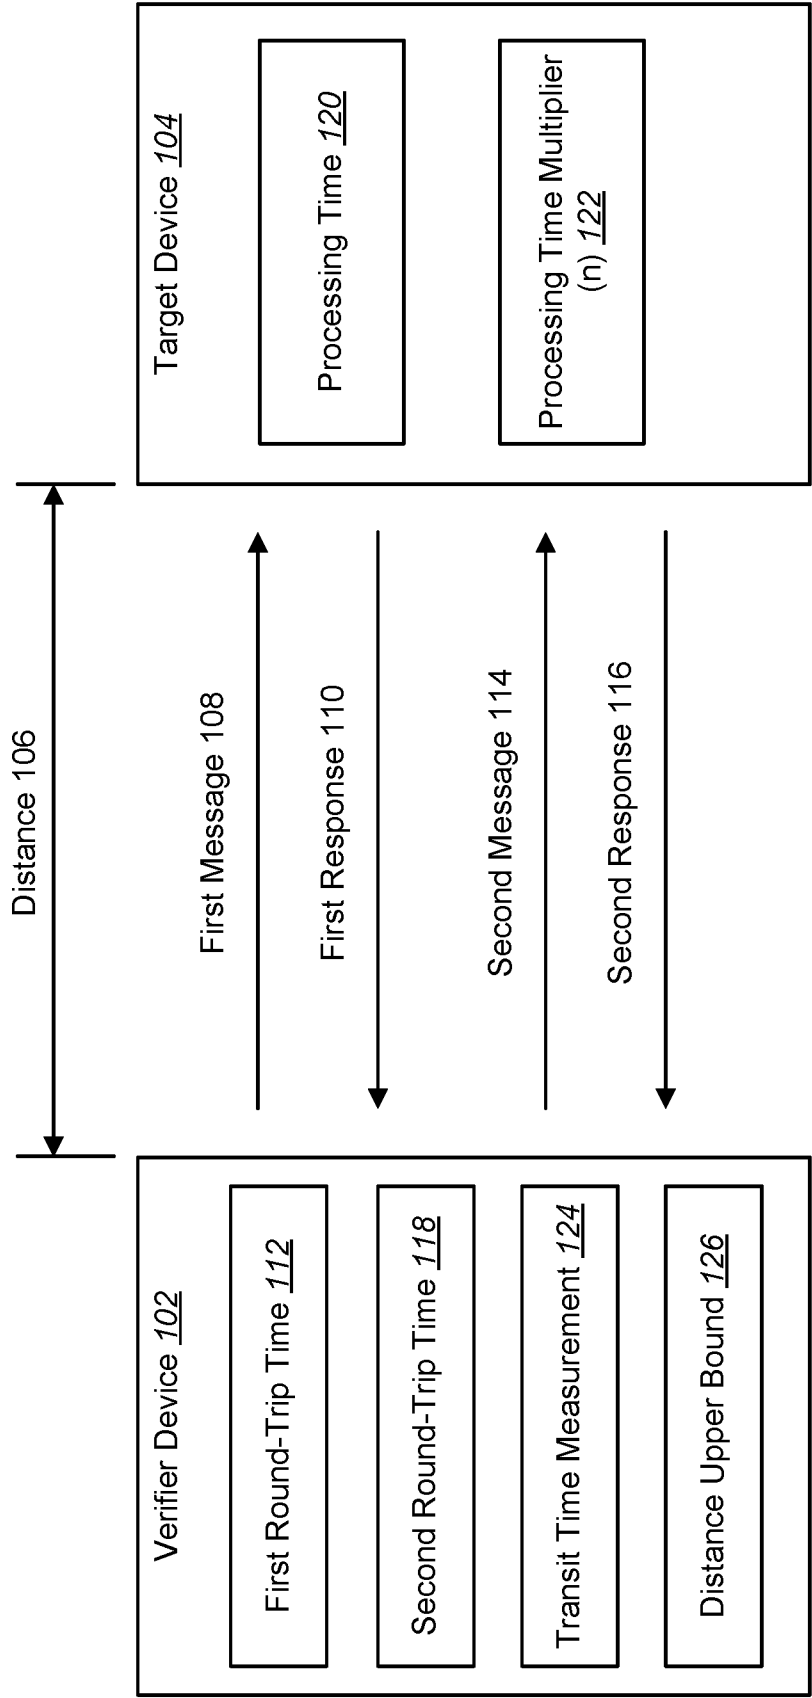 Distance 106
Verifier Device 102
First Round-Trip Time 112
Second Round-Trip Time 118
Transit Time Measurement 124
Distance Upper Bound 126
First Message 108
First Response 110
Second Message 114
Second Response 116
Target Device 104
Processing Time 120
Processing Time Multiplier
(n) 122